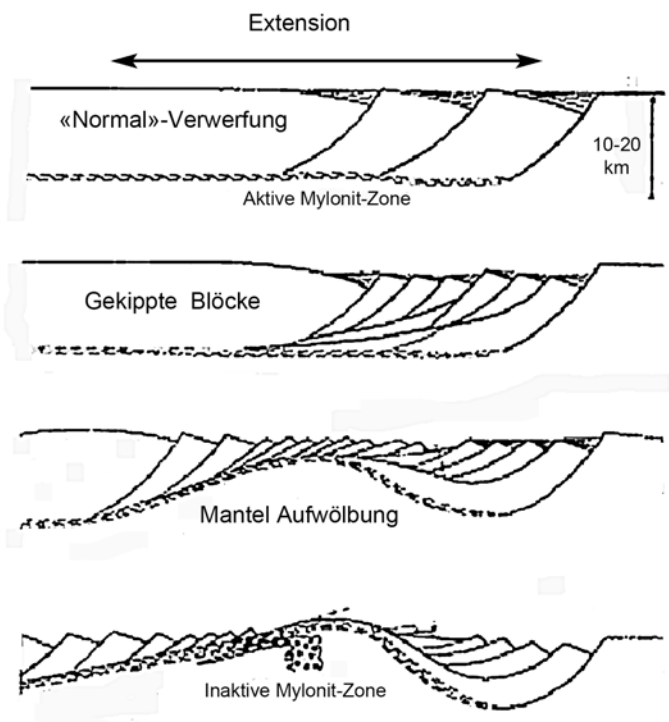 Extension
«Normal»-Verwerfung
10-20
km
Aktive Mylonit-Zone
Gekippte Blöcke
Mantel Aufwölbung
Inaktive Mylonit-Zone